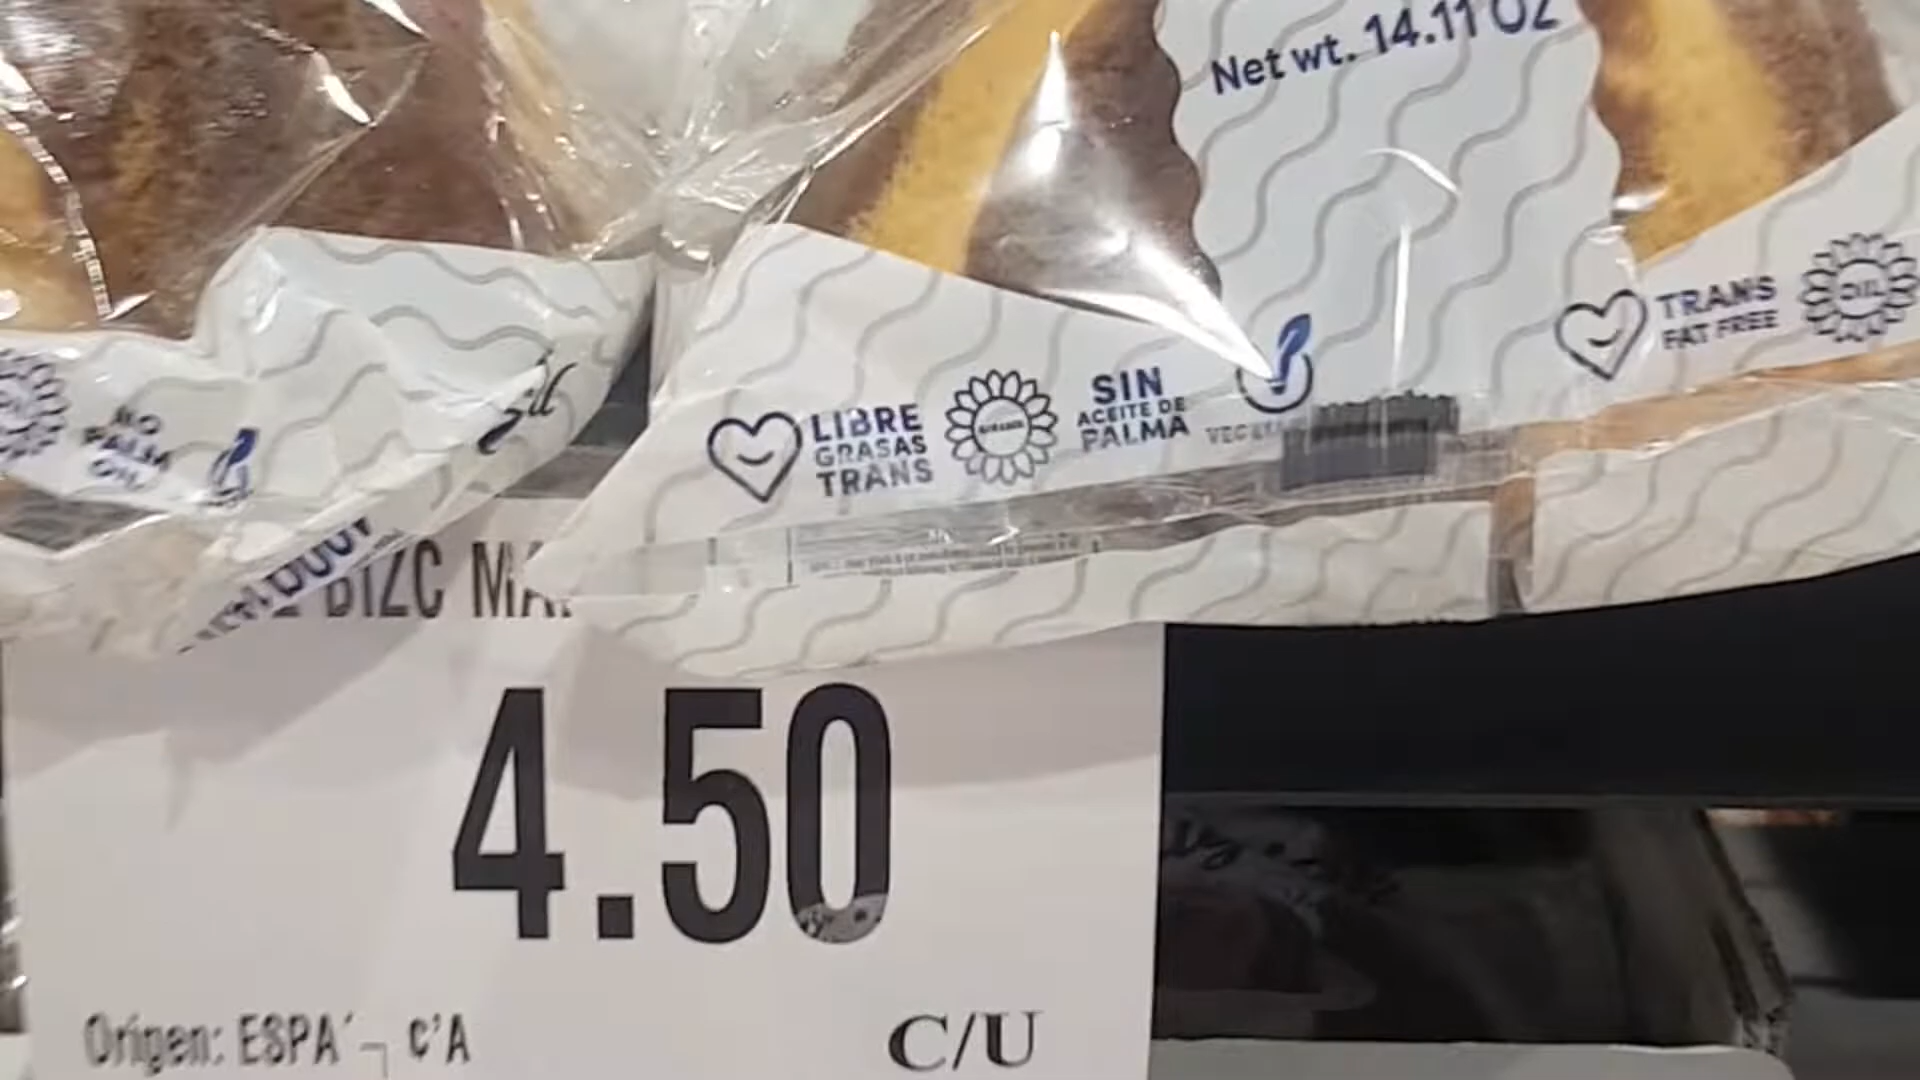 Net wt. 14.11 OZ
TRANS
FAT FREE
OIL
LIBRE
GRASAS
TRANS
SIN
ACEITE DE
PALMA
NO
PALM
OIL
BIZC
4.50
Origen: ESPA´¬ c'A
C/U